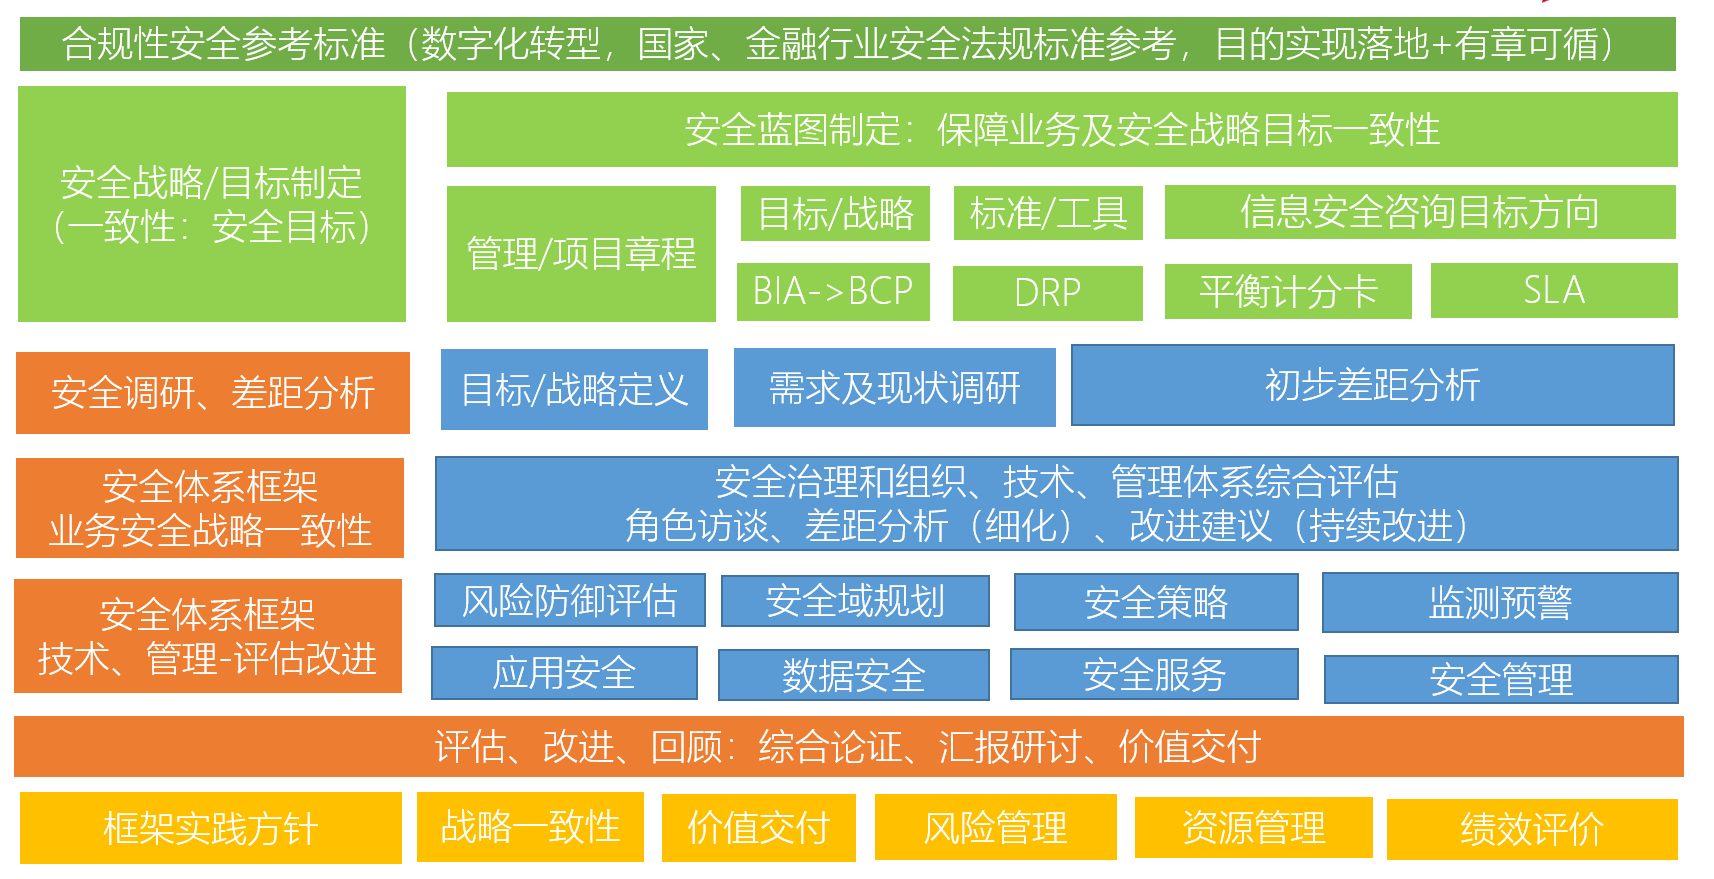 合规性安全参考标准（数字化转型，国家、金融行业安全法规标准参考，目的实现落地+有章可循）
安全战略/目标制定
（一致性：安全目标）
安全蓝图制定：保障业务及安全战略目标一致性
管理/项目章程
目标/战略
标准/工具
信息安全咨询目标方向
BIA->BCP
DRP
平衡计分卡
SLA
安全调研、差距分析
目标/战略定义
需求及现状调研
初步差距分析
安全体系框架
业务安全战略一致性
安全治理和组织、技术、管理体系综合评估
角色访谈、差距分析（细化）、改进建议（持续改进）
安全体系框架
技术、管理-评估改进
风险防御评估
安全域规划
安全策略
监测预警
应用安全
数据安全
安全服务
安全管理
评估、改进、回顾：综合论证、汇报研讨、价值交付
框架实践方针
战略一致性
价值交付
风险管理
资源管理
绩效评价